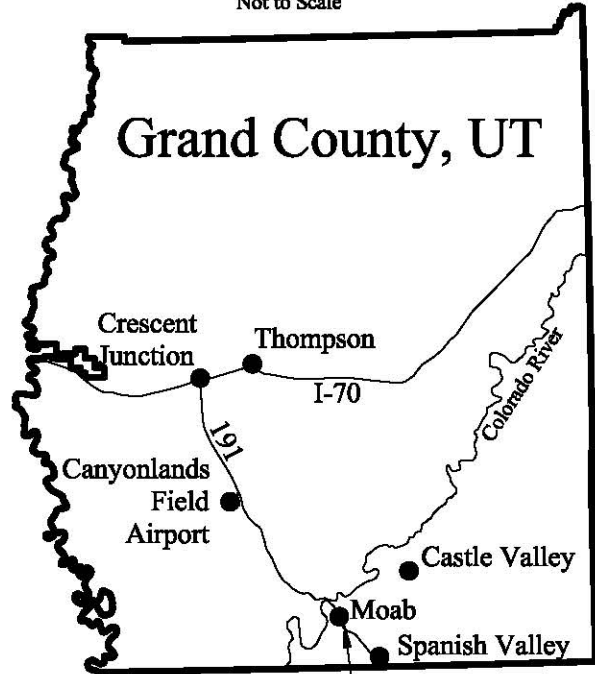 Not to Scale
Grand County, UT
Crescent
Junction
Thompson
I-70
Colorado River
191
Canyonlands
Field
Airport
Castle Valley
Moab
Spanish Valley